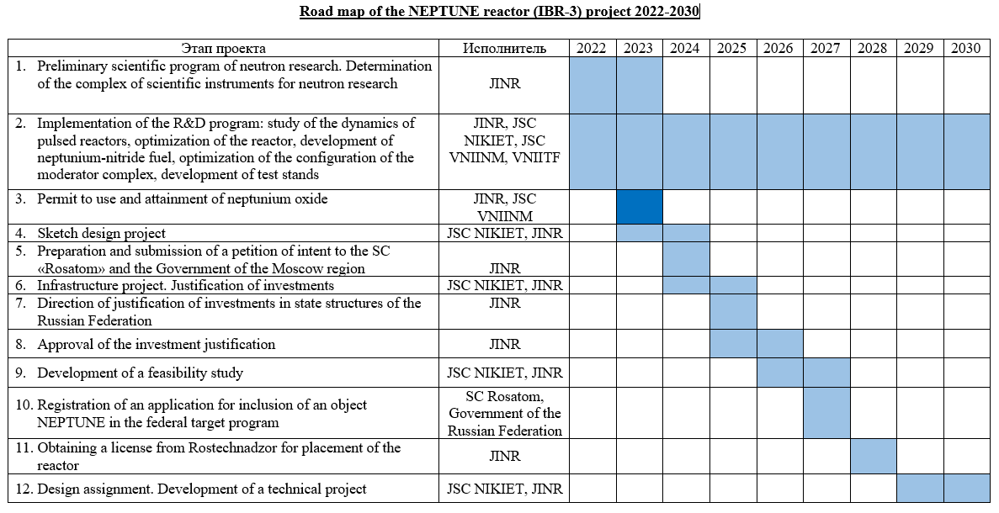 Road map of the NEPTUNE reactor (IBR-3) project 2022-2030
Этап проекта Исполнитель 2022 2023 2024 2025 2026 2027 2028 2029 2030
1. Preliminary scientific program of neutron research. Determination
of the complex of scientific instruments for neutron research
JINR
2. Implementation of the R&D program: study of the dynamics of
pulsed reactors, optimization of the reactor, development of
neptunium-nitride fuel, optimization of the configuration of the
moderator complex, development of test stands
JINR, JSC
NIKIET, JSC
VNIINM, VNIITF
3. Permit to use and attainment of neptunium oxide
JINR, JSC
VNIINM
4. Sketch design project
JSC NIKIET, JINR
5. Preparation and submission of a petition of intent to the SC
«Rosatom» and the Government of the Moscow region
JINR
6. Infrastructure project. Justification of investments
JSC NIKIET, JINR
7. Direction of justification of investments in state structures of the
Russian Federation
JINR
8. Approval of the investment justification
JINR
9. Development of a feasibility study
JSC NIKIET, JINR
10. Registration of an application for inclusion of an object
NEPTUNE in the federal target program
SC Rosatom,
Government of the
Russian Federation
11. Obtaining a license from Rostechnadzor for placement of the
reactor
JINR
12. Design assignment. Development of a technical project
JSC NIKIET, JINR